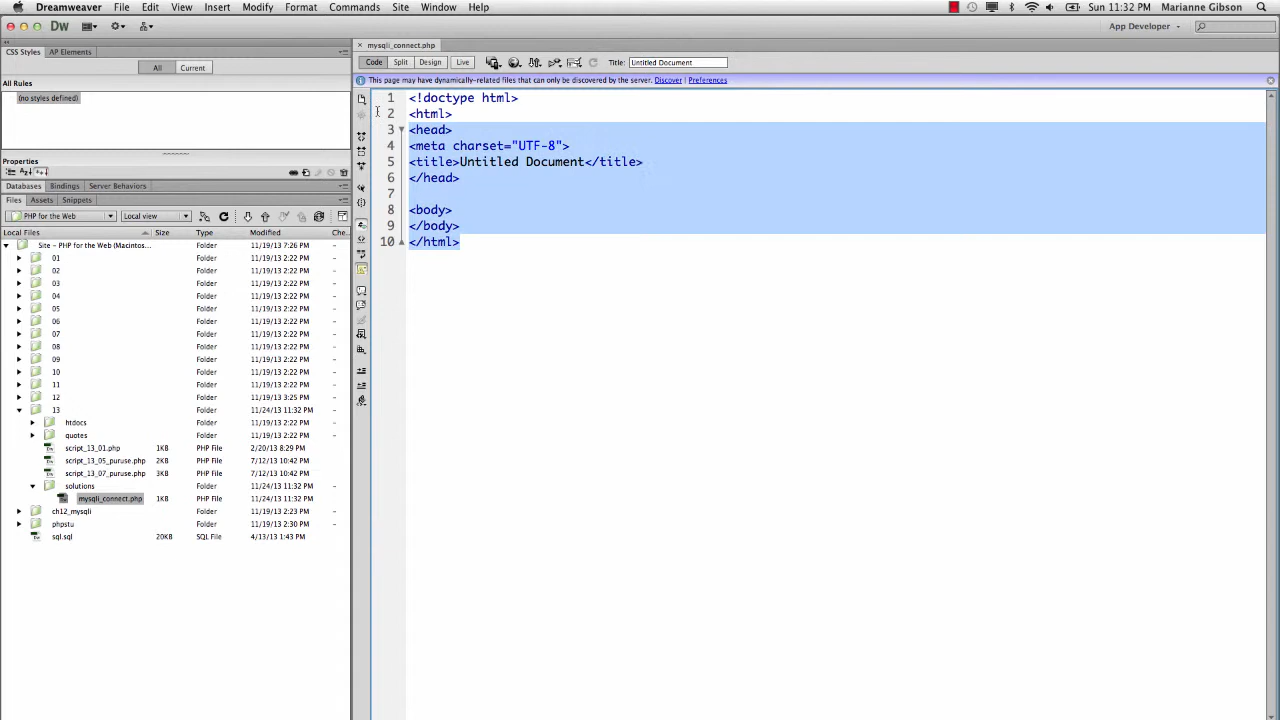 Dreamweaver File Edit View Insert Modify Format Commands Site Window Help Sun 11:32 PM Marianne Gibson
Dw App Developer
CSS Styles AP Elements
All Current
All Rules
(no styles defined)
Properties
Databases Bindings Server Behaviors
Files Assets Snippets
PHP for the Web Local view
Local Files Size Type Modified Che
Site – PHP for the Web (Macintos... Folder 11/19/13 7:26 PM –
01 Folder 11/19/13 2:22 PM –
02 Folder 11/19/13 2:22 PM –
03 Folder 11/19/13 2:22 PM –
04 Folder 11/19/13 2:22 PM –
05 Folder 11/19/13 2:22 PM –
06 Folder 11/19/13 2:22 PM –
07 Folder 11/19/13 2:22 PM –
08 Folder 11/19/13 2:22 PM –
09 Folder 11/19/13 2:22 PM –
10 Folder 11/19/13 2:22 PM –
11 Folder 11/19/13 2:22 PM –
12 Folder 11/19/13 3:25 PM –
13 Folder 11/24/13 11:32 PM –
htdocs Folder 11/19/13 2:22 PM –
quotes Folder 11/19/13 2:22 PM –
script_13_01.php 1KB PHP File 2/20/13 8:29 PM –
script_13_05_puruse.php 2KB PHP File 7/12/13 10:42 PM –
script_13_07_puruse.php 3KB PHP File 7/12/13 10:42 PM –
solutions Folder 11/24/13 11:32 PM –
mysqli_connect.php 1KB PHP File 11/24/13 11:32 PM –
ch12_mysqli Folder 11/19/13 2:23 PM –
phpstu Folder 11/19/13 2:30 PM –
sql.sql 20KB SQL File 4/13/13 1:43 PM –
mysqli_connect.php
Code Split Design Live Title: Untitled Document
This page may have dynamically-related files that can only be discovered by the server. Discover | Preferences
1 <!doctype html>
2 <html>
3 <head>
4 <meta charset="UTF-8">
5 <title>Untitled Document</title>
6 </head>
7
8 <body>
9 </body>
10 </html>